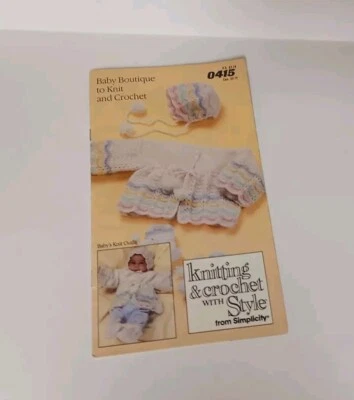 Baby Boutique
to Knit
and Crochet
0415
Baby's Knit Outfit
knitting
& crochet
WITH
Style
from Simplicity®